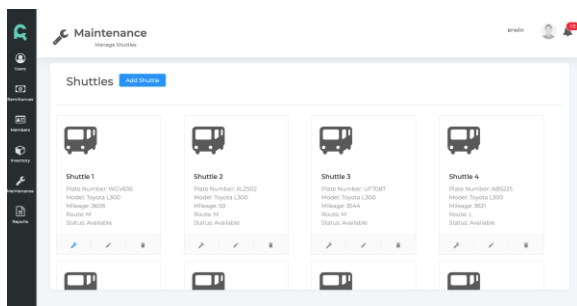 Maintenance
Manage Shuttles
erwin
Users
Remittances
Members
Inventory
Maintenance
Reports
Shuttles
Add Shuttle
Shuttle 1
Plate Number: WCV636
Model: Toyota L300
Mileage: 3608
Route: M
Status: Available
Shuttle 2
Plate Number: KLZ502
Model: Toyota L300
Mileage: 50
Route: M
Status: Available
Shuttle 3
Plate Number: UF7087
Model: Toyota L300
Mileage: 3544
Route: M
Status: Available
Shuttle 4
Plate Number: AB5225
Model: Toyota L300
Mileage: 3621
Route: L
Status: Available